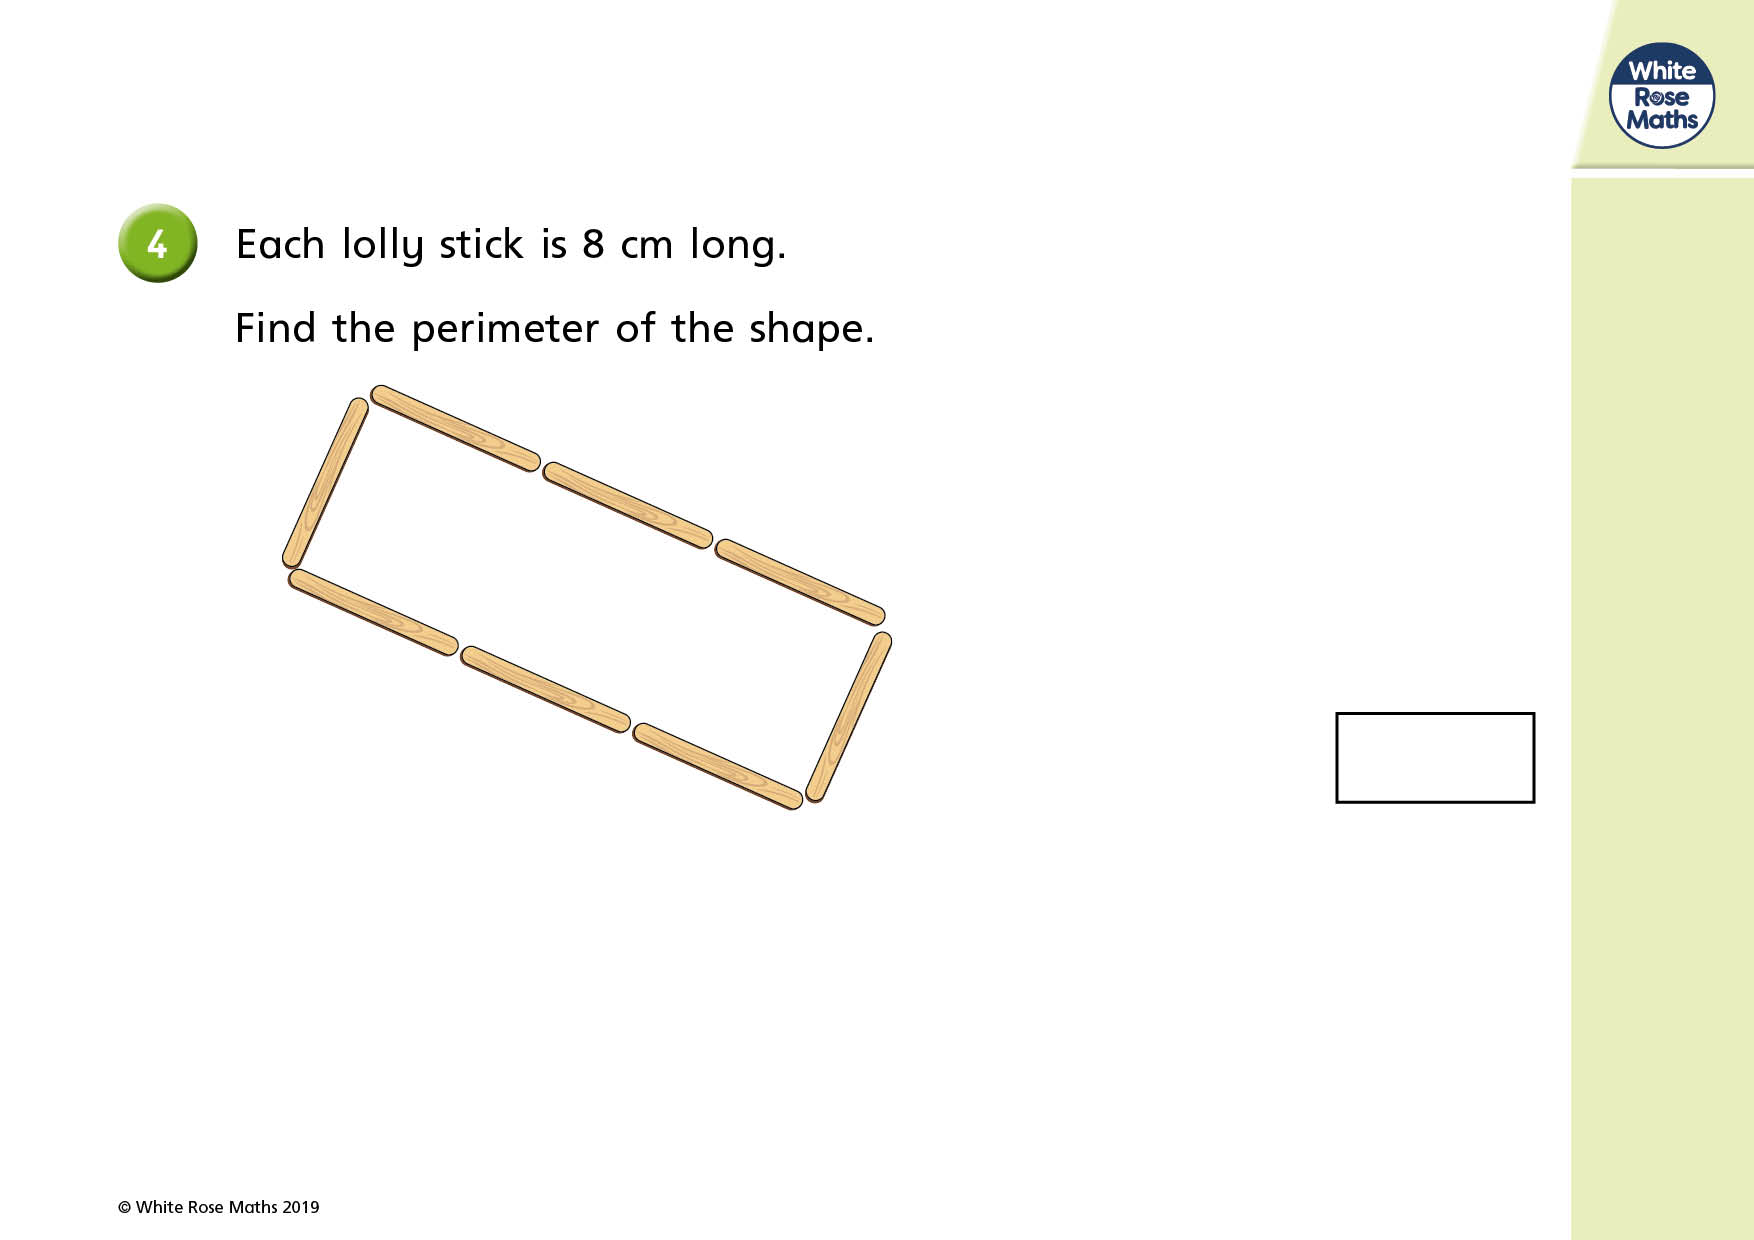 White
Rose
Maths
4
Each lolly stick is 8 cm long.
Find the perimeter of the shape.
© White Rose Maths 2019